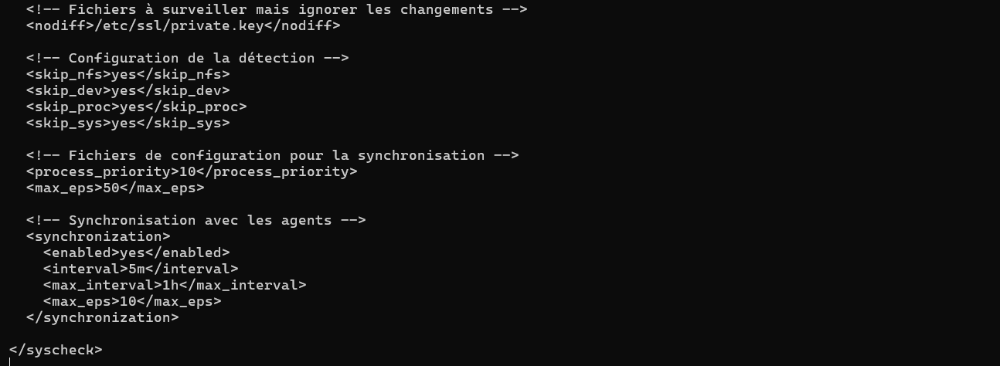 <!-- Fichiers à surveiller mais ignorer les changements -->
<nodiff>/etc/ssl/private.key</nodiff>
<!-- Configuration de la détection -->
<skip_nfs>yes</skip_nfs>
<skip_dev>yes</skip_dev>
<skip_proc>yes</skip_proc>
<skip_sys>yes</skip_sys>
<!-- Fichiers de configuration pour la synchronisation -->
<process_priority>10</process_priority>
<max_eps>50</max_eps>
<!-- Synchronisation avec les agents -->
<synchronization>
<enabled>yes</enabled>
<interval>5m</interval>
<max_interval>1h</max_interval>
<max_eps>10</max_eps>
</synchronization>
</syscheck>